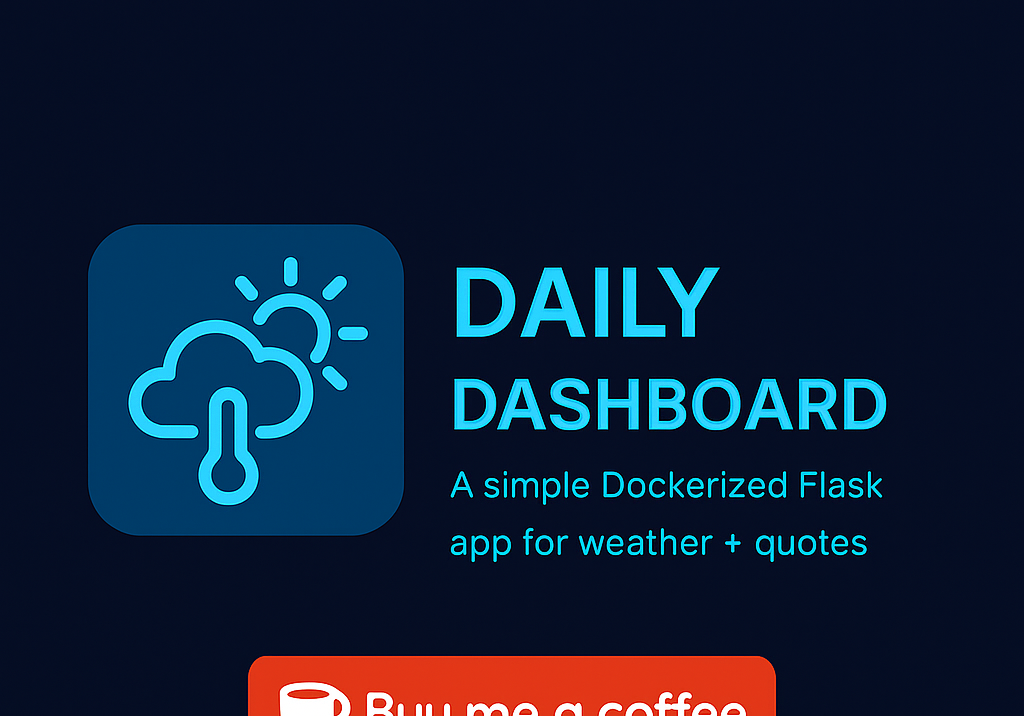 DAILY
DASHBOARD
A simple Dockerized Flask
app for weather + quotes
Buy me a coffee